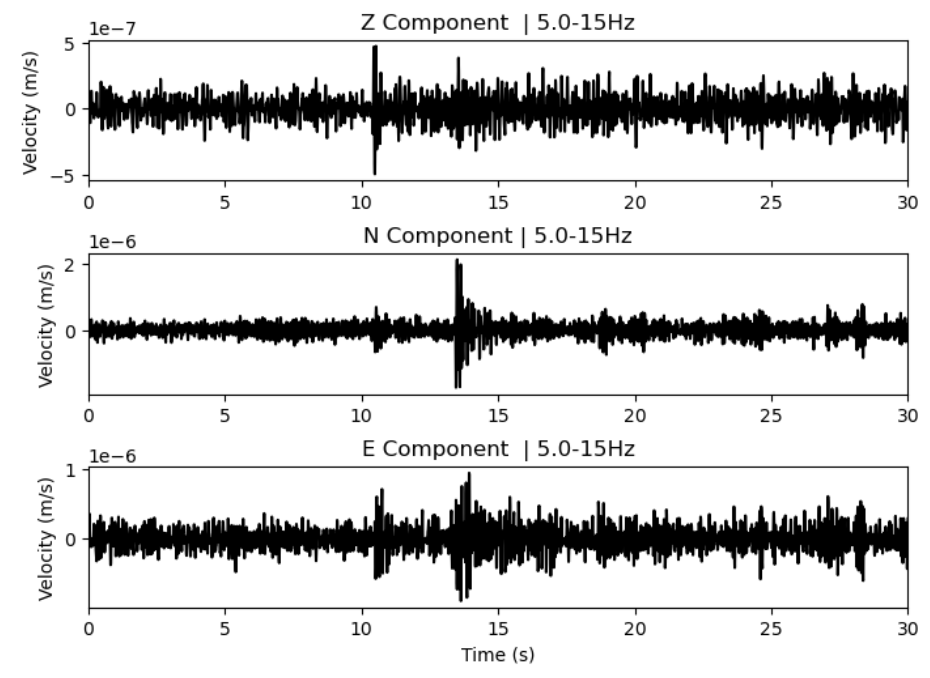 Z Component | 5.0-15Hz
1e−7
Velocity (m/s)
5
0
−5
0 5 10 15 20 25 30
N Component | 5.0-15Hz
1e−6
Velocity (m/s)
2
0
0 5 10 15 20 25 30
E Component | 5.0-15Hz
1e−6
Velocity (m/s)
1
0
0 5 10 15 20 25 30
Time (s)